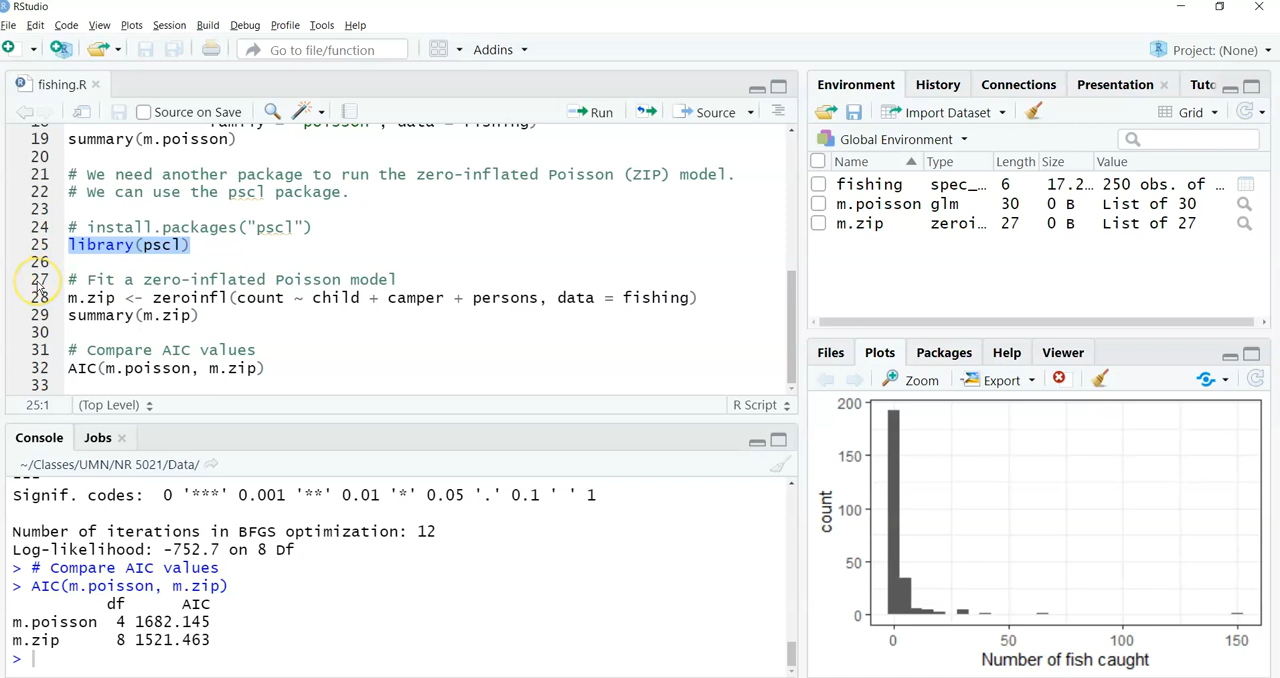 RStudio
File Edit Code View Plots Session Build Debug Profile Tools Help
Go to file/function Addins Project: (None)
fishing.R
Source on Save Run Source
19 summary(m.poisson)
20
21 # We need another package to run the zero-inflated Poisson (ZIP) model.
22 # We can use the pscl package.
23
24 # install.packages("pscl")
25 library(pscl)
26
27 # Fit a zero-inflated Poisson model
28 m.zip <- zeroinfl(count ~ child + camper + persons, data = fishing)
29 summary(m.zip)
30
31 # Compare AIC values
32 AIC(m.poisson, m.zip)
33
25:1 (Top Level) R Script
Console Jobs
~/Classes/UMN/NR 5021/Data/
---
Signif. codes: 0 '***' 0.001 '**' 0.01 '*' 0.05 '.' 0.1 ' ' 1
Number of iterations in BFGS optimization: 12
Log-likelihood: -752.7 on 8 Df
> # Compare AIC values
> AIC(m.poisson, m.zip)
df AIC
m.poisson 4 1682.145
m.zip 8 1521.463
>
Environment History Connections Presentation Tuto
Import Dataset Grid
Global Environment
Name Type Length Size Value
fishing spec_… 6 17.2… 250 obs. of …
m.poisson glm 30 0 B List of 30
m.zip zeroi… 27 0 B List of 27
Files Plots Packages Help Viewer
Zoom Export
200
150
100
50
0
count
0 50 100 150
Number of fish caught